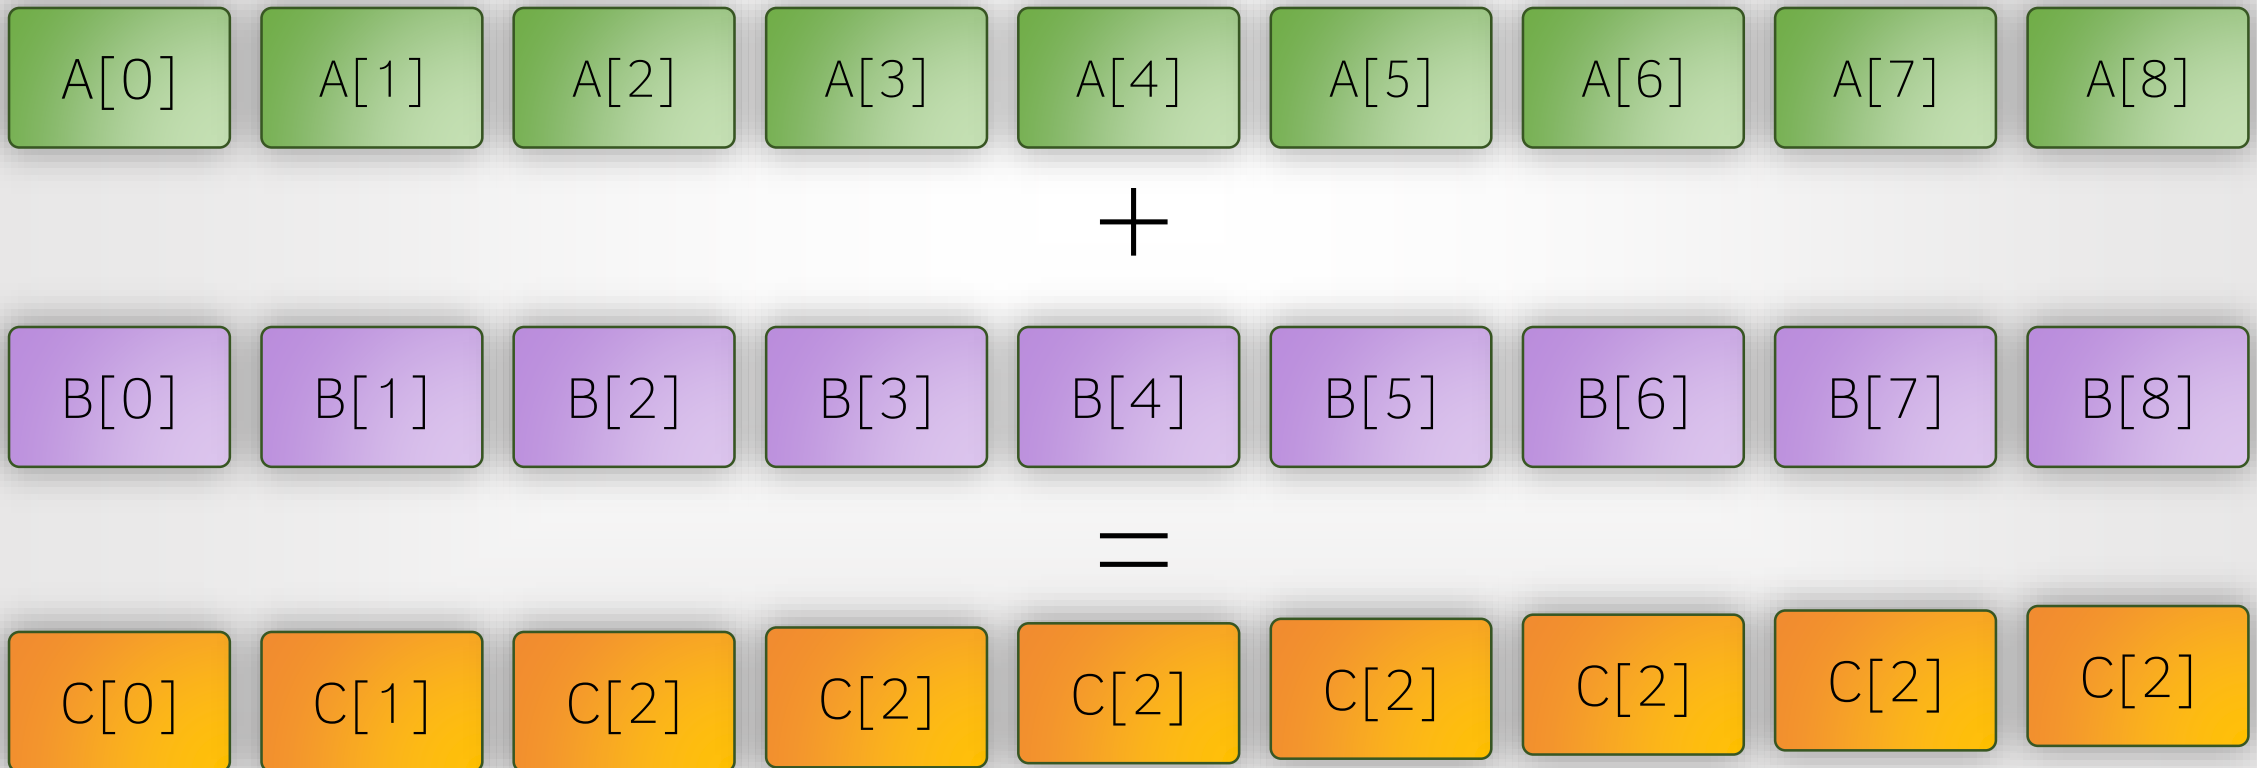 A[0] A[1] A[2] A[3] A[4] A[5] A[6] A[7] A[8]
+
B[0] B[1] B[2] B[3] B[4] B[5] B[6] B[7] B[8]
=
C[0] C[1] C[2] C[2] C[2] C[2] C[2] C[2] C[2]